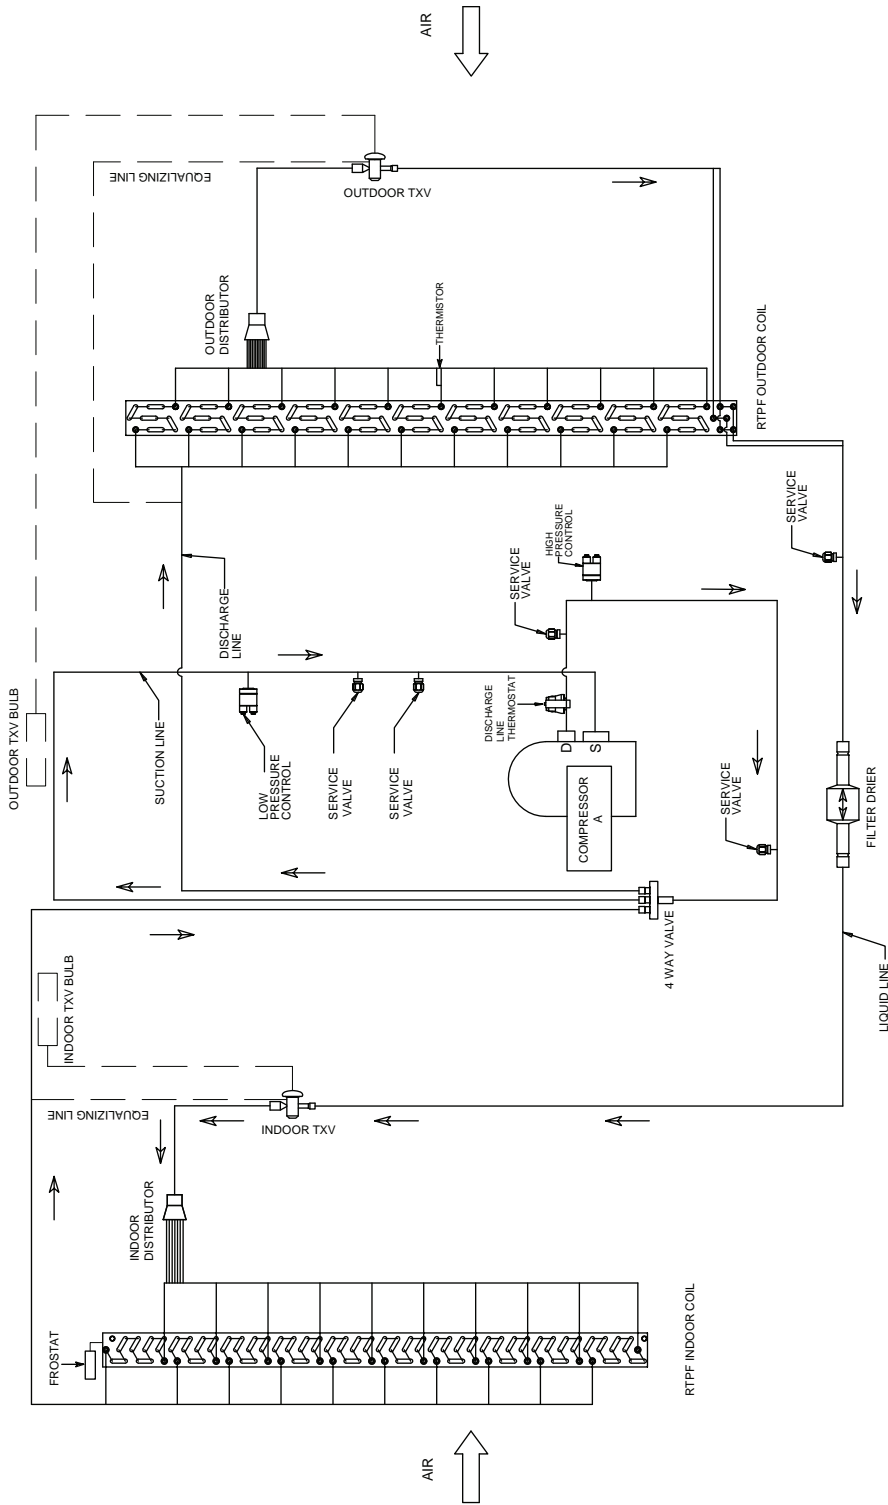 AIR
EQUALIZING LINE
OUTDOOR TXV
OUTDOOR
DISTRIBUTOR
THERMISTOR
RTPF OUTDOOR COIL
OUTDOOR TXV BULB
SUCTION LINE
DISCHARGE
LINE
LOW
PRESSURE
CONTROL
SERVICE
VALVE
SERVICE
VALVE
DISCHARGE
LINE
THERMOSTAT
SERVICE
VALVE
HIGH
PRESSURE
CONTROL
SERVICE
VALVE
D
S
COMPRESSOR
A
SERVICE
VALVE
FILTER DRIER
4 WAY VALVE
LIQUID LINE
INDOOR TXV BULB
EQUALIZING LINE
INDOOR TXV
INDOOR
DISTRIBUTOR
FROSTAT
RTPF INDOOR COIL
AIR